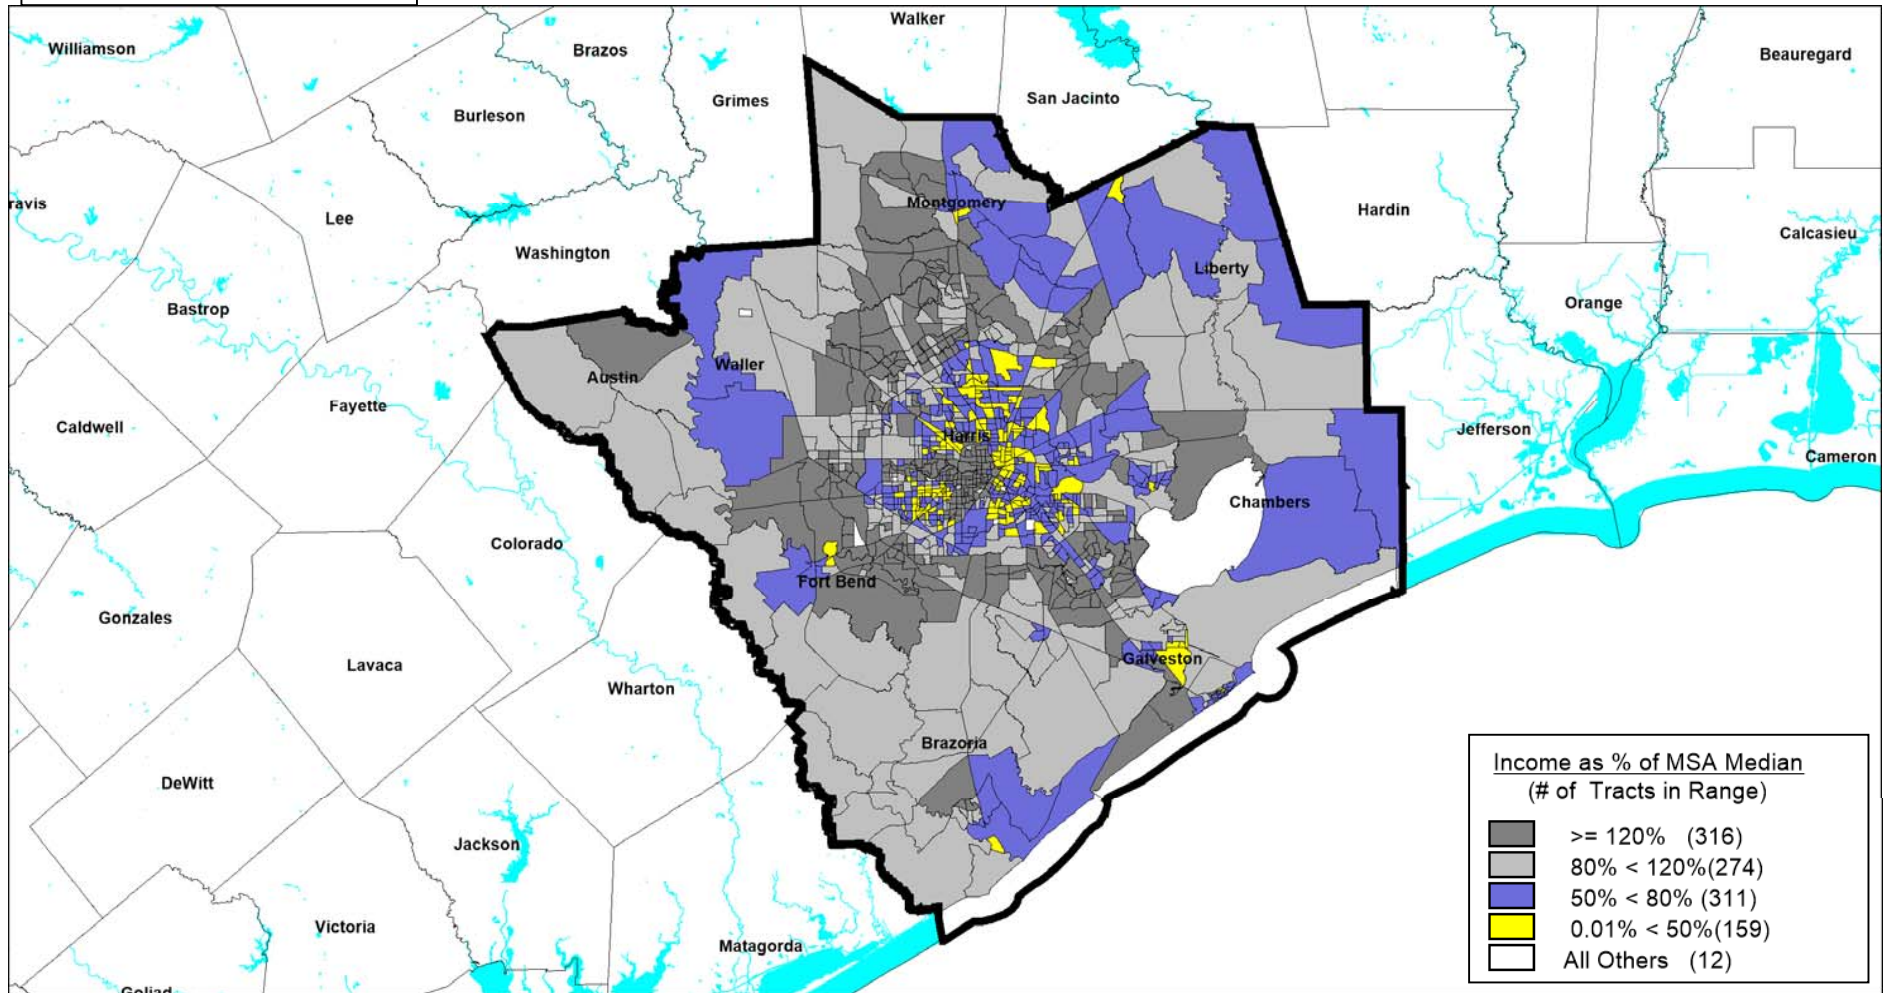 Walker
Williamson
Brazos
Beauregard
Grimes
San Jacinto
Burleson
ravis
Lee
Montgomery
Hardin
Calcasieu
Washington
Liberty
Bastrop
Orange
Waller
Austin
Fayette
Caldwell
Harris
Jefferson
Cameron
Chambers
Colorado
Fort Bend
Gonzales
Lavaca
Galveston
Wharton
Brazoria
DeWitt
Jackson
Victoria
Matagorda
Goliad
Income as % of MSA Median
(# of Tracts in Range)
>= 120% (316)
80% < 120%(274)
50% < 80% (311)
0.01% < 50%(159)
All Others (12)